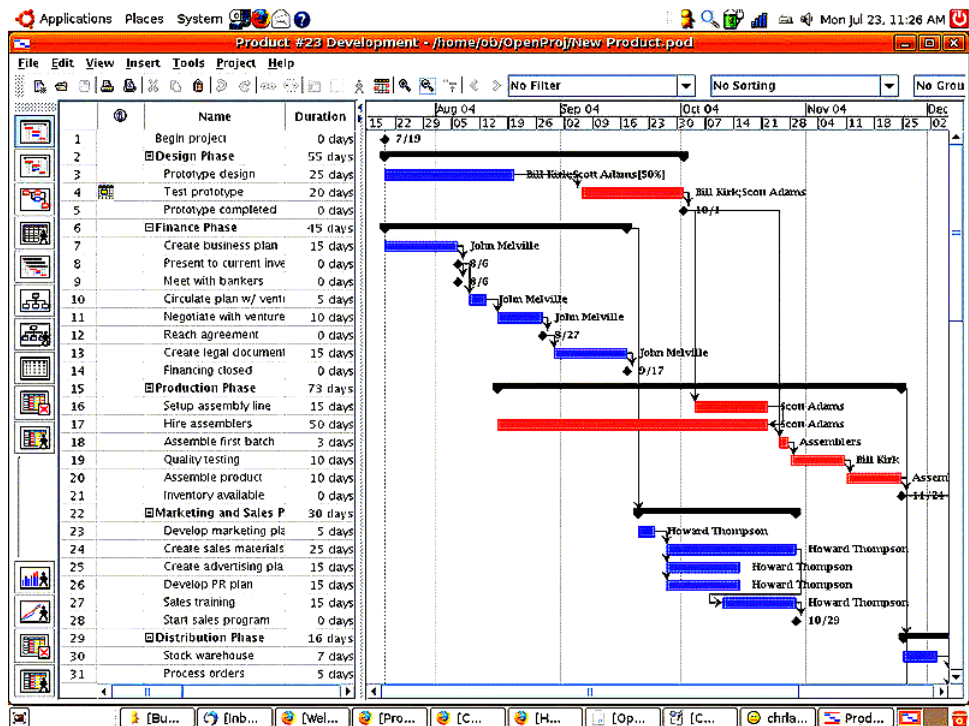 Applications Places System Mon Jul 23, 11:26 AM
Product #23 Development - /home/ob/OpenProj/New Product.pod
File Edit View Insert Tools Project Help
No Filter No Sorting No Grou
Name Duration Aug 04 Sep 04 Oct 04 Nov 04 Dec
15 22 29 05 12 19 26 02 09 16 23 30 07 14 21 28 04 11 18 25 02
1 Begin project 0 days 7/19
2 Design Phase 55 days
3 Prototype design 25 days Bill Kirk;Scott Adams[50%]
4 Test prototype 20 days Bill Kirk;Scott Adams
5 Prototype completed 0 days 10/1
6 Finance Phase 45 days
7 Create business plan 15 days John Melville
8 Present to current inve 0 days 8/6
9 Meet with bankers 0 days 8/6
10 Circulate plan w/ ventu 5 days John Melville
11 Negotiate with venture 10 days John Melville
12 Reach agreement 0 days 8/27
13 Create legal document 15 days John Melville
14 Financing closed 0 days 9/17
15 Production Phase 73 days
16 Setup assembly line 15 days Scott Adams
17 Hire assemblers 50 days Scott Adams
18 Assemble first batch 3 days Assemblers
19 Quality testing 10 days Bill Kirk
20 Assemble product 10 days Assem
21 Inventory available 0 days 11/24
22 Marketing and Sales P 30 days
23 Develop marketing pla 5 days Howard Thompson
24 Create sales materials 25 days Howard Thompson
25 Create advertising pla 15 days Howard Thompson
26 Develop PR plan 15 days Howard Thompson
27 Sales training 15 days Howard Thompson
28 Start sales program 0 days 10/29
29 Distribution Phase 16 days
30 Stock warehouse 7 days
31 Process orders 5 days
[Bu... [Inb... [Wel... [Pro... [C... [H... [Op... [C... chria... Prod...